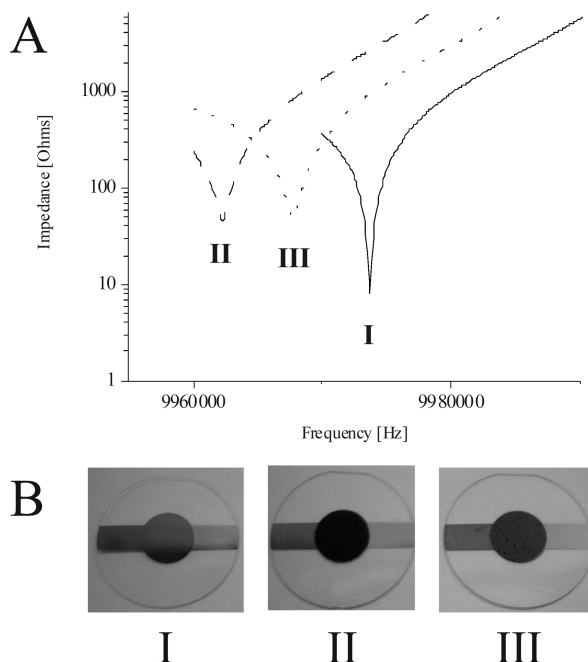 A
Impedance [Ohms]
1000
100
10
1
II
III
I
9960000
9980000
Frequency [Hz]
B
I
II
III